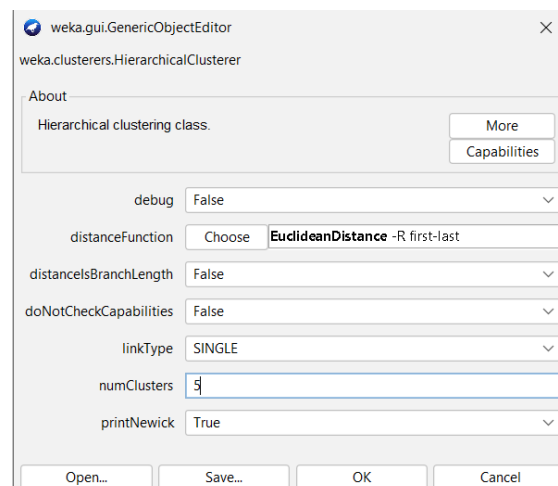 weka.gui.GenericObjectEditor
weka.clusterers.HierarchicalClusterer
About
Hierarchical clustering class.
More
Capabilities
debug False
distanceFunction Choose EuclideanDistance -R first-last
distanceIsBranchLength False
doNotCheckCapabilities False
linkType SINGLE
numClusters 5
printNewick True
Open... Save... OK Cancel